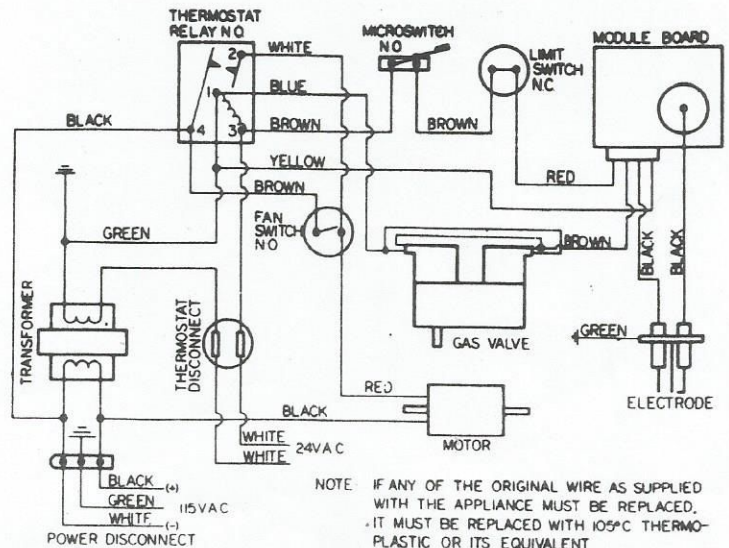 THERMOSTAT
RELAY N.O.
2
WHITE
MICROSWITCH
N.O.
LIMIT
SWITCH
N.C.
MODULE BOARD
1
BLUE
BLACK
4
3
BROWN
BROWN
YELLOW
RED
BROWN
FAN
SWITCH
N.O.
GREEN
BROWN
BLACK
BLACK
TRANSFORMER
THERMOSTAT
DISCONNECT
GAS VALVE
GREEN
ELECTRODE
RED
BLACK
MOTOR
WHITE
24VAC
WHITE
BLACK (+)
GREEN
115VAC
WHITE (-)
POWER DISCONNECT
NOTE: IF ANY OF THE ORIGINAL WIRE AS SUPPLIED
WITH THE APPLIANCE MUST BE REPLACED,
IT MUST BE REPLACED WITH 105°C THERMO-
PLASTIC OR ITS EQUIVALENT